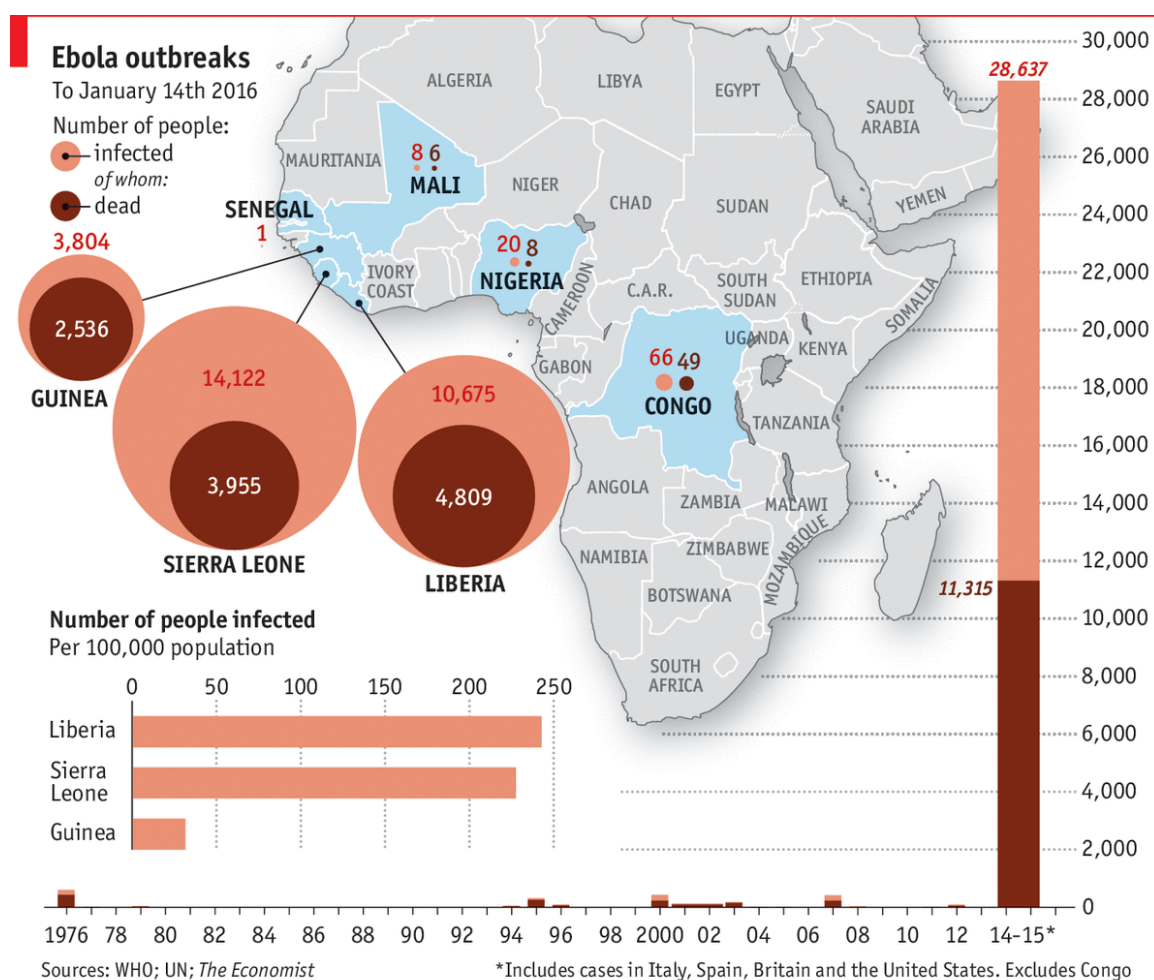 Ebola outbreaks
To January 14th 2016
Number of people:
infected
of whom:
dead
30,000
28,637
28,000
26,000
24,000
22,000
20,000
18,000
16,000
14,000
12,000
11,315
10,000
8,000
6,000
4,000
2,000
0
ALGERIA
LIBYA
EGYPT
SAUDI
ARABIA
MAURITANIA
8 6
MALI
NIGER
CHAD
SUDAN
YEMEN
SENEGAL
1
20 8
NIGERIA
IVORY
COAST
CAMEROON
C.A.R.
SOUTH
SUDAN
ETHIOPIA
SOMALIA
UGANDA
KENYA
GABON
66 49
CONGO
TANZANIA
ANGOLA
ZAMBIA
MALAWI
MOZAMBIQUE
NAMIBIA
ZIMBABWE
BOTSWANA
SOUTH
AFRICA
3,804
2,536
GUINEA
14,122
3,955
SIERRA LEONE
10,675
4,809
LIBERIA
Number of people infected
Per 100,000 population
0 50 100 150 200 250
Liberia
Sierra
Leone
Guinea
1976 78 80 82 84 86 88 90 92 94 96 98 2000 02 04 06 08 10 12 14-15*
Sources: WHO; UN; The Economist
*Includes cases in Italy, Spain, Britain and the United States. Excludes Congo